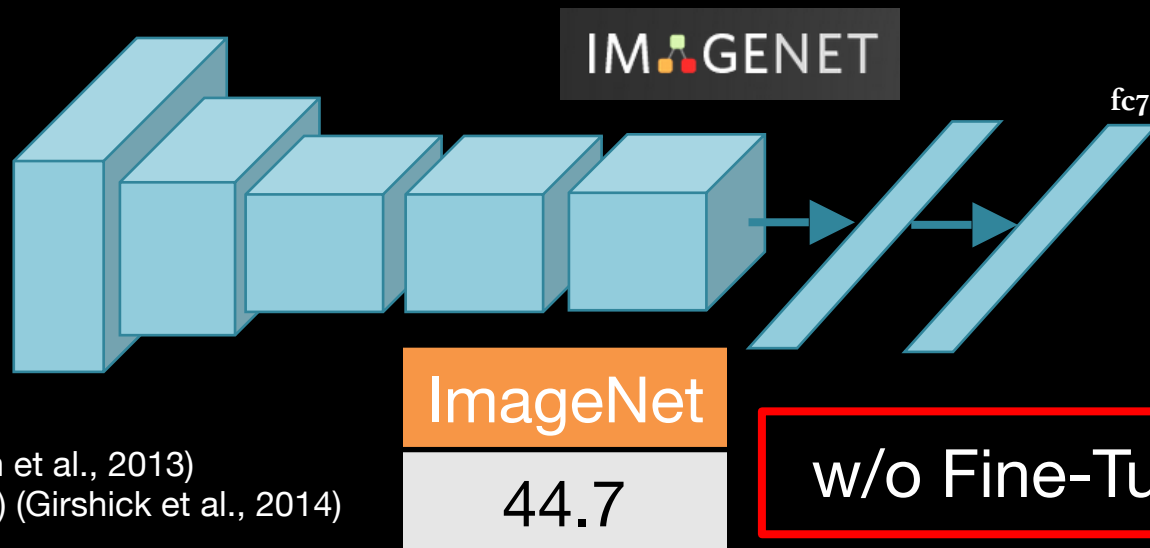 IMAGENET
fc7
ImageNet
44.7
et al., 2013)
) (Girshick et al., 2014)
w/o Fine-Tu